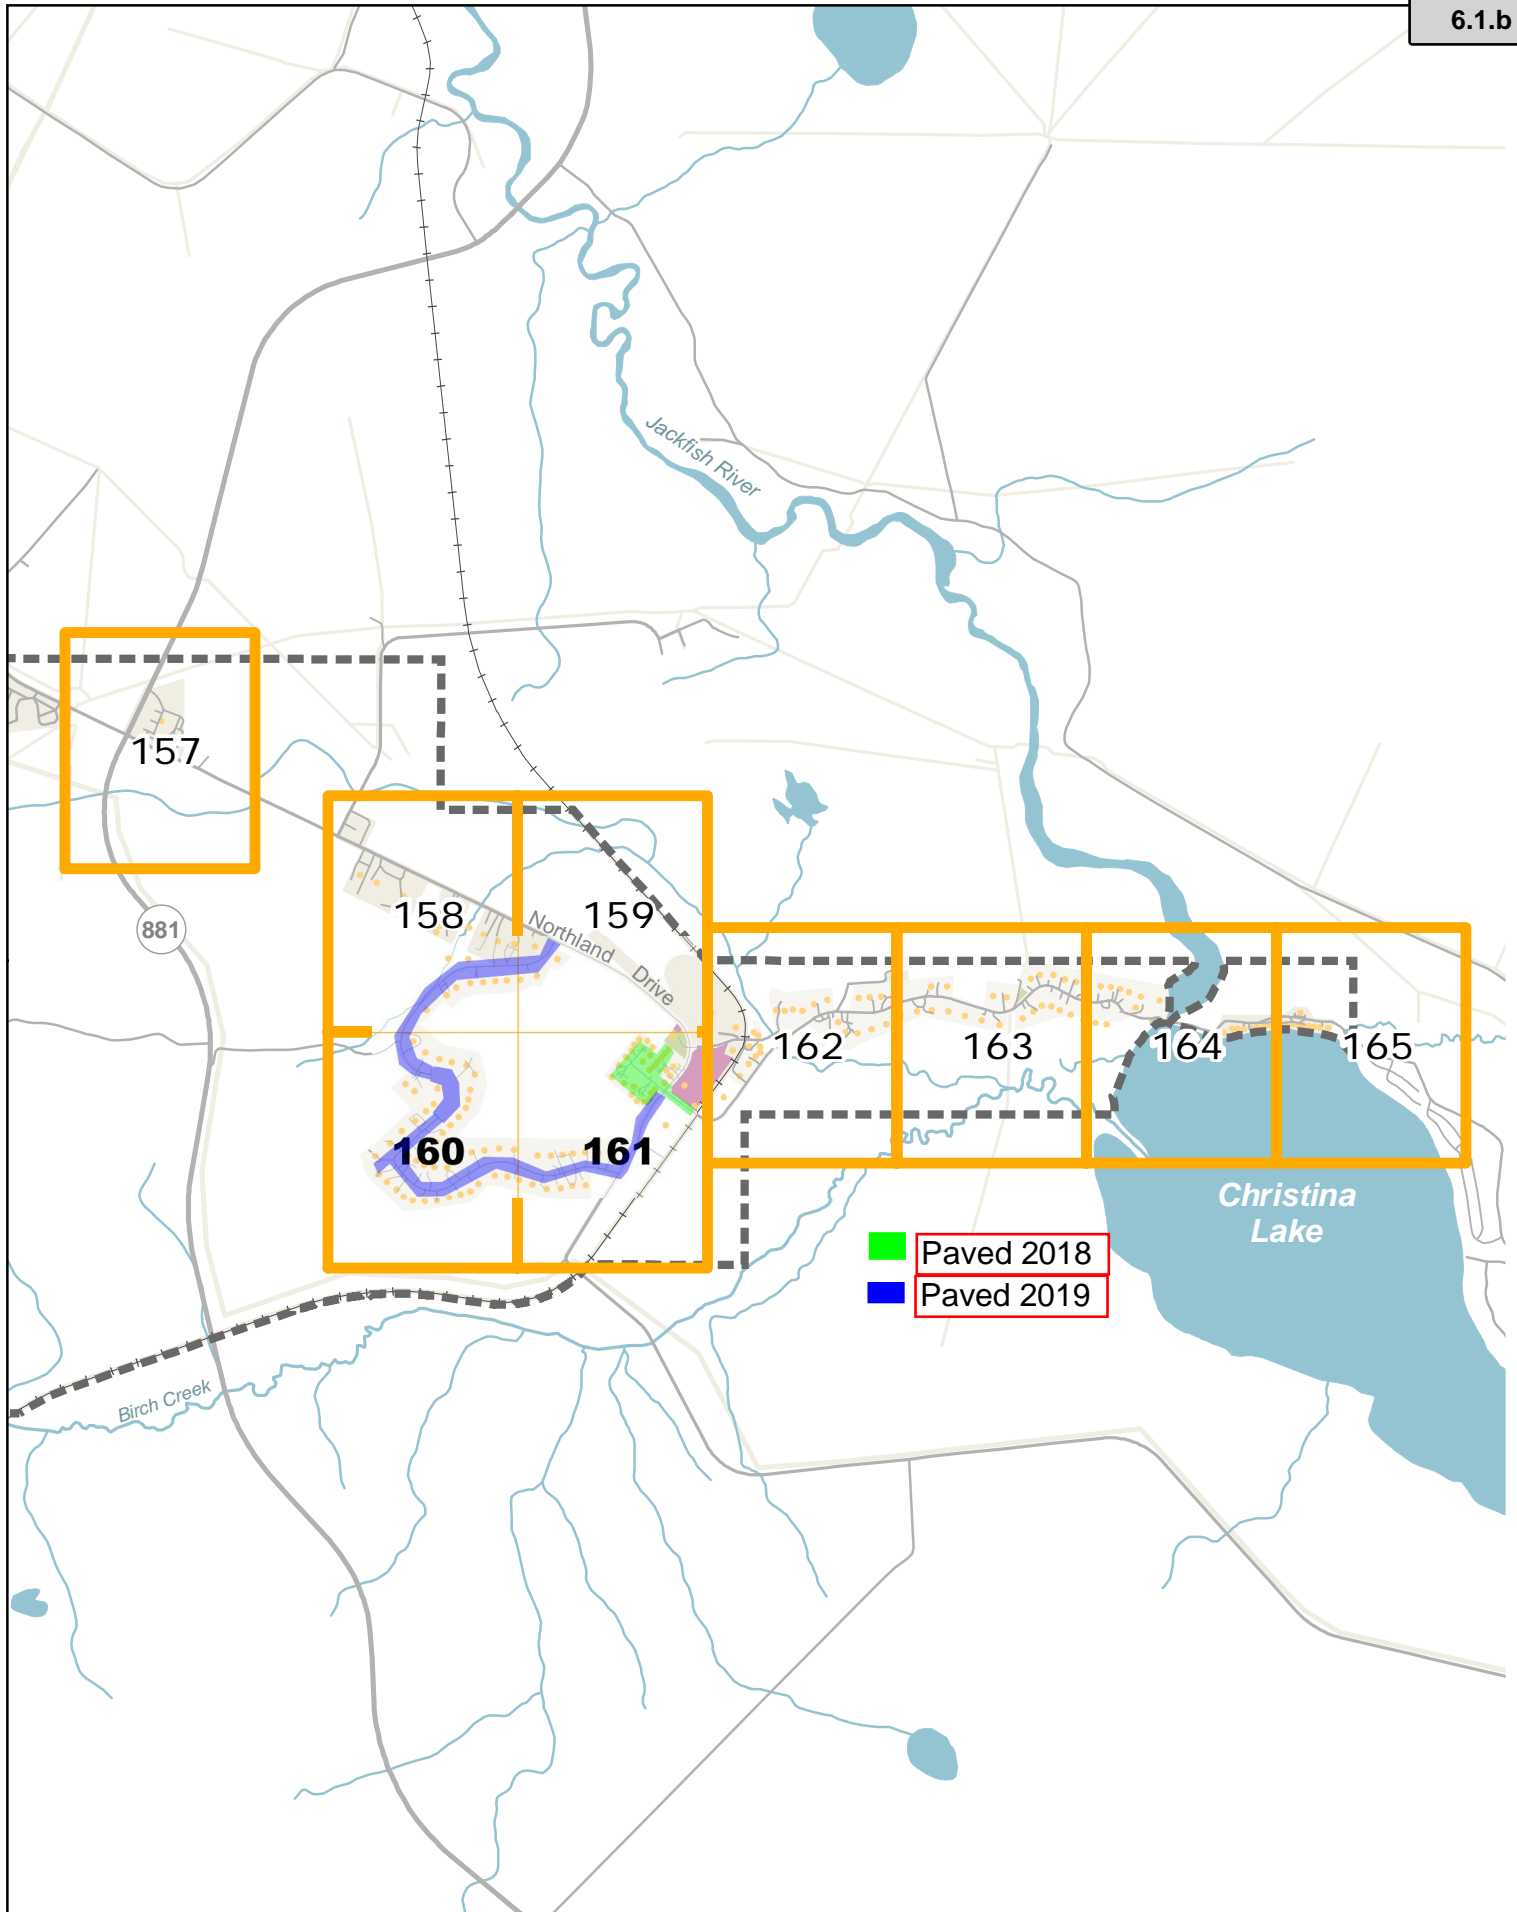 6.1.b
Jackfish River
157
158
159
881
Northland
Drive
162
163
164
165
160
161
Christina
Lake
Paved 2018
Paved 2019
Birch Creek